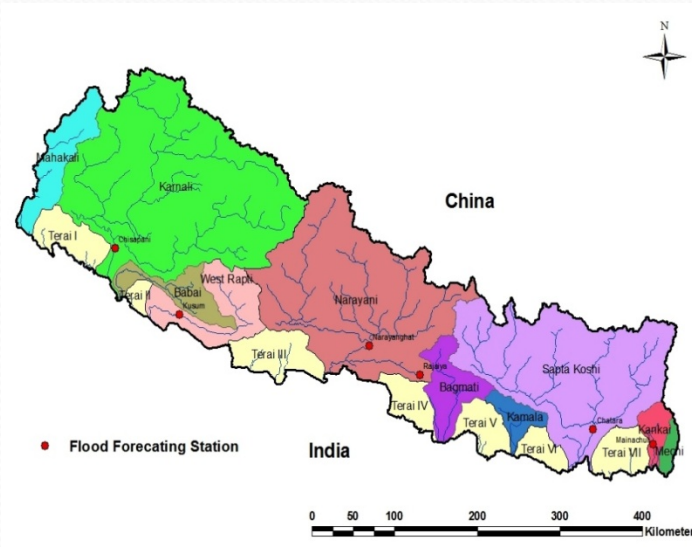 N
China
Mahakali
Karnali
Terai I
Chisapani
West Rapti
Babai
Terai II
Kusum
Narayani
Narayanghat
Terai III
Rajaiya
Sapta Koshi
Bagmati
Terai IV
Kamala
Terai V
Chatara
Kankai
Mainachuli
Terai VI
Terai VII
Mechi
Flood Forecating Station
India
0 50 100 200 300 400
Kilometer